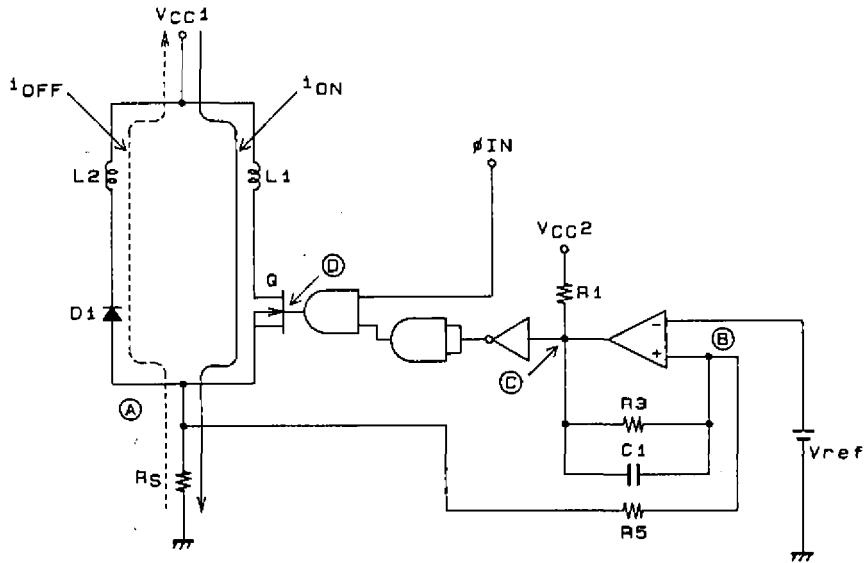 VCC1
iOFF
iON
øIN
L2
L1
VCC2
Q
D
R1
D1
−
B
+
C
A
R3
C1
Vref
RS
R5